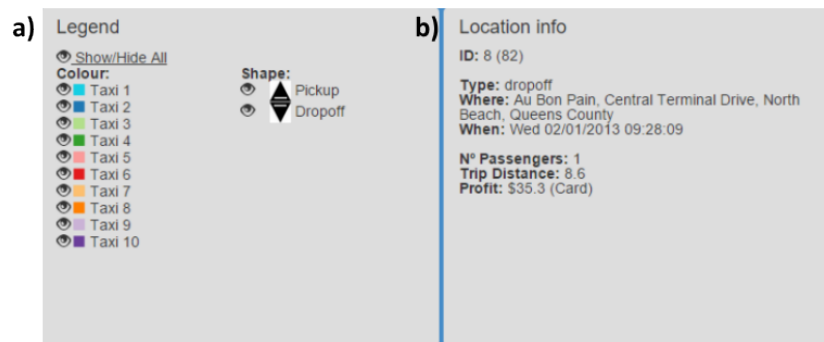 a)
Legend
Show/Hide All
Colour:
Taxi 1
Taxi 2
Taxi 3
Taxi 4
Taxi 5
Taxi 6
Taxi 7
Taxi 8
Taxi 9
Taxi 10
Shape:
Pickup
Dropoff
b)
Location info
ID: 8 (82)
Type: dropoff
Where: Au Bon Pain, Central Terminal Drive, North
Beach, Queens County
When: Wed 02/01/2013 09:28:09
Nº Passengers: 1
Trip Distance: 8.6
Profit: $35.3 (Card)